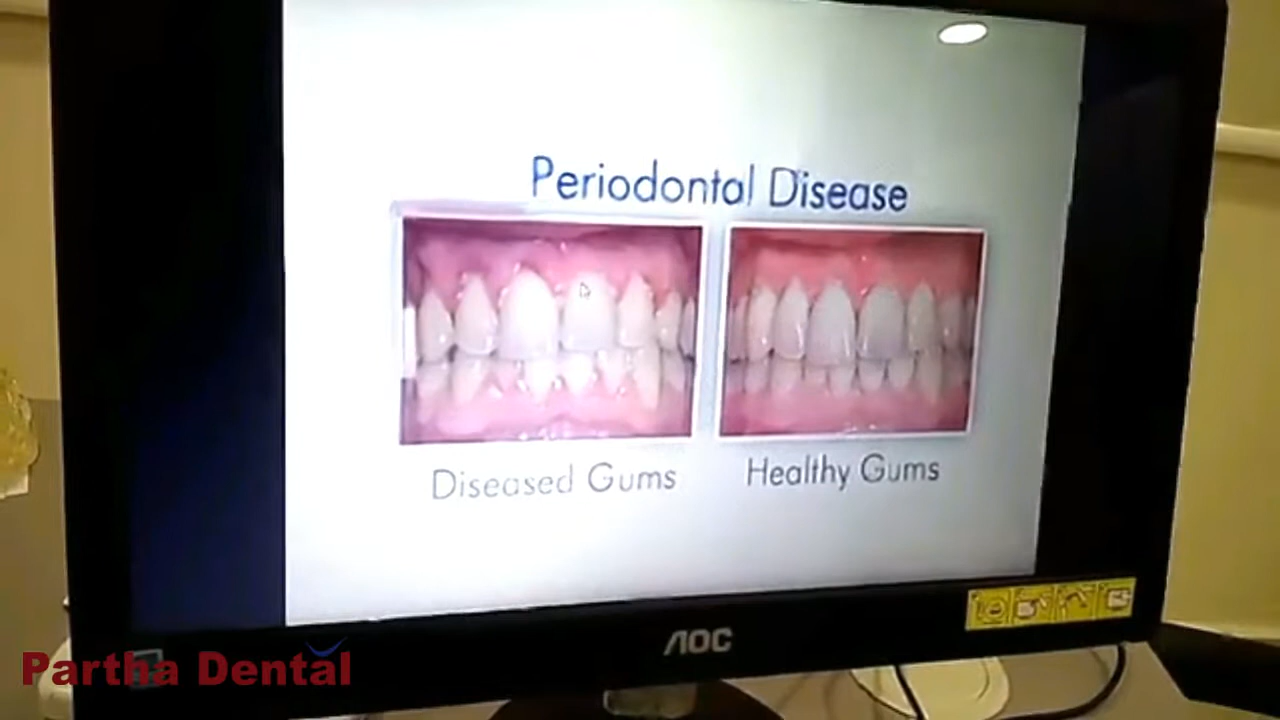 Periodontal Disease
Diseased Gums
Healthy Gums
AOC
Partha Dental